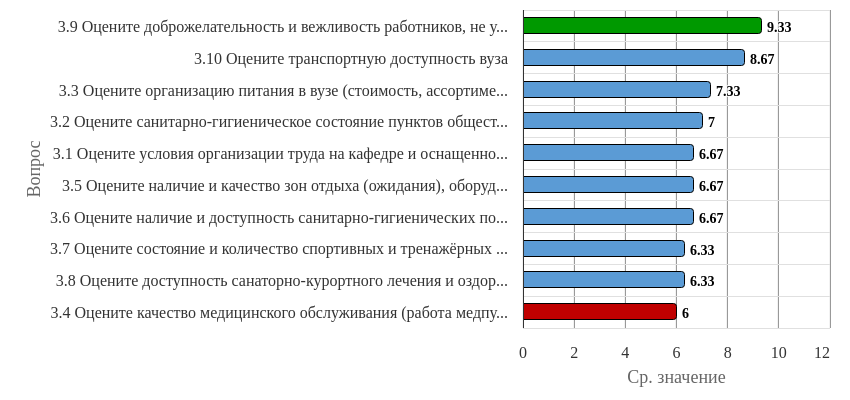 3.9 Оцените доброжелательность и вежливость работников, не у... 9.33
3.10 Оцените транспортную доступность вуза 8.67
3.3 Оцените организацию питания в вузе (стоимость, ассортиме... 7.33
3.2 Оцените санитарно-гигиеническое состояние пунктов общест... 7
3.1 Оцените условия организации труда на кафедре и оснащенно... 6.67
3.5 Оцените наличие и качество зон отдыха (ожидания), оборуд... 6.67
3.6 Оцените наличие и доступность санитарно-гигиенических по... 6.67
3.7 Оцените состояние и количество спортивных и тренажёрных ... 6.33
3.8 Оцените доступность санаторно-курортного лечения и оздор... 6.33
3.4 Оцените качество медицинского обслуживания (работа медпу... 6
Вопрос
0 2 4 6 8 10 12
Ср. значение